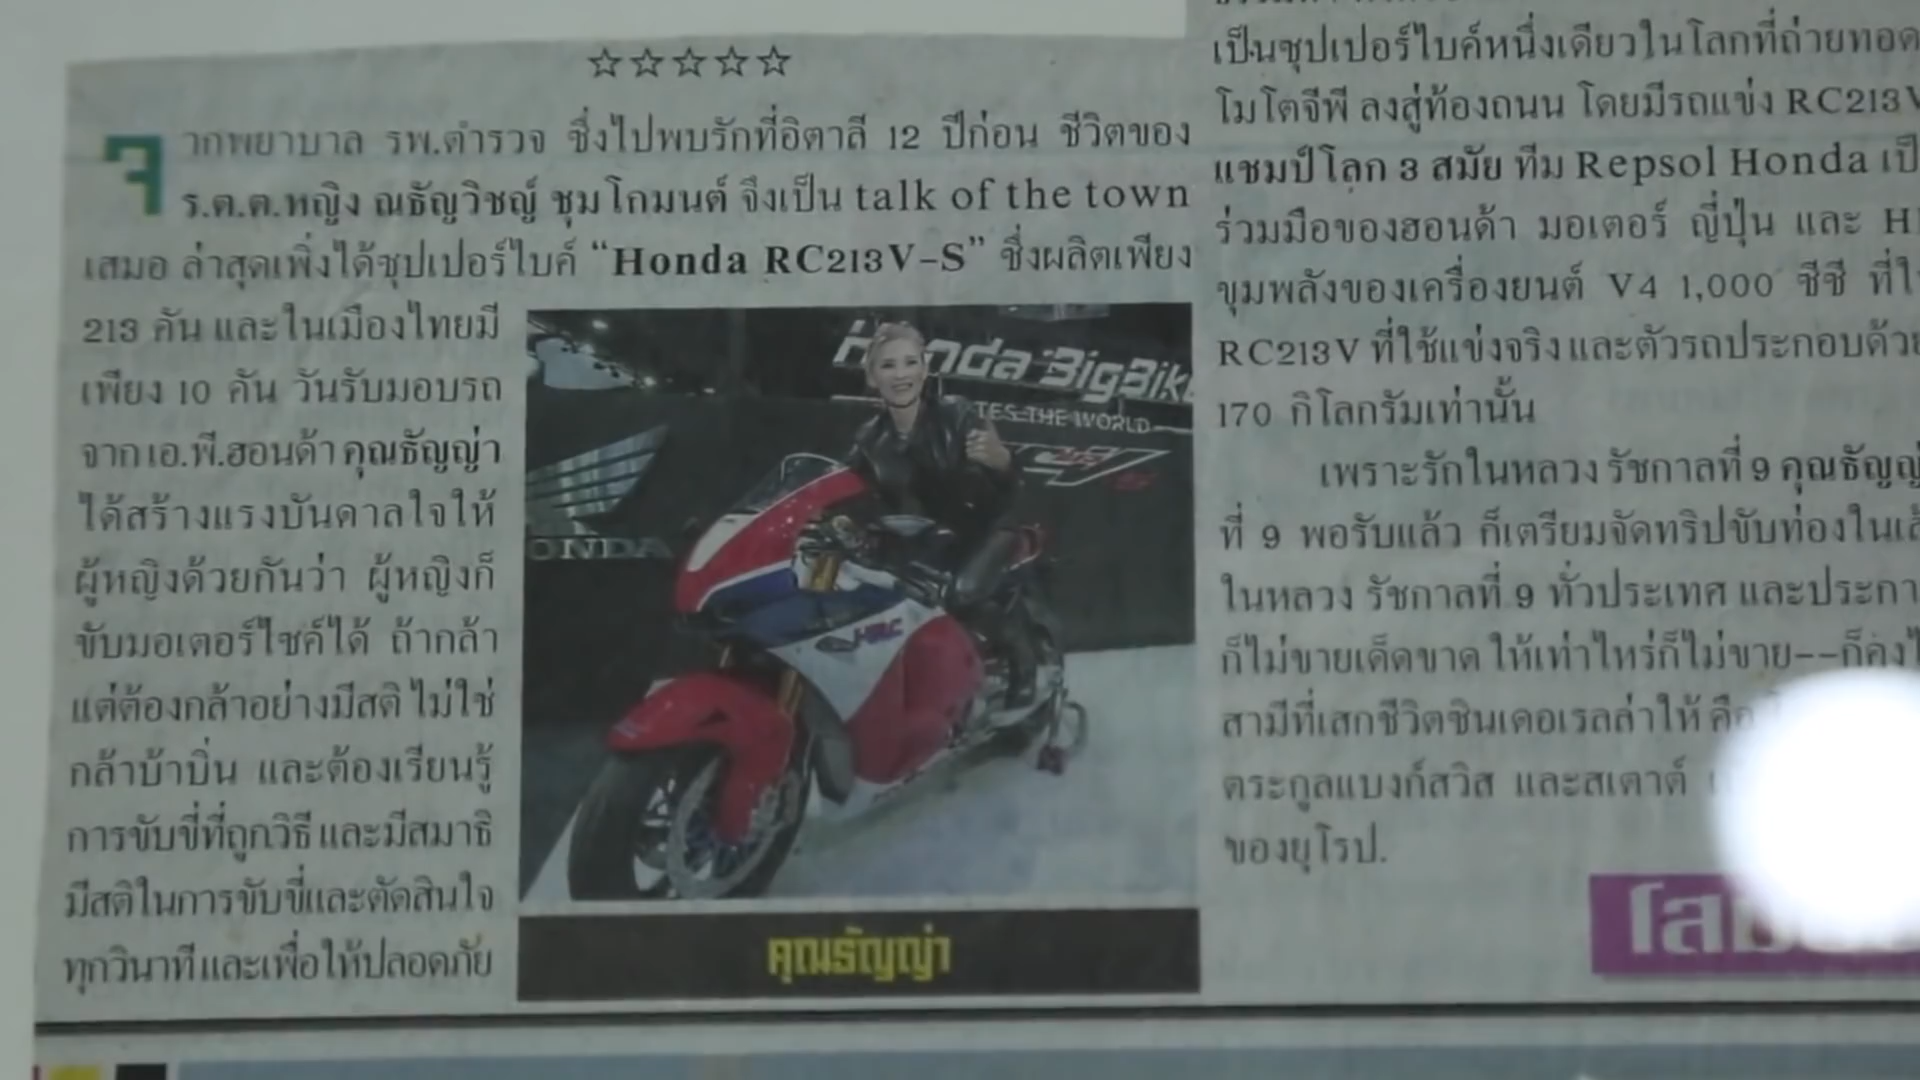 ☆☆☆☆☆
จากพยาบาล รพ.ตำรวจ ซึ่งไปพบรักที่อิตาลี 12 ปีก่อน ชีวิตของ
ร.ต.ต.หญิง ณธัญวิชญ์ ชุมโกมนต์ จึงเป็น talk of the town
เสมอ ล่าสุดเพิ่งได้ซุปเปอร์ไบค์ “Honda RC213V-S” ซึ่งผลิตเพียง
213 คัน และในเมืองไทยมี
เพียง 10 คัน วันรับมอบรถ
จากเอ.พี.ฮอนด้า คุณธัญญ่า
ได้สร้างแรงบันดาลใจให้
ผู้หญิงด้วยกันว่า ผู้หญิงก็
ขับมอเตอร์ไซค์ได้ ถ้ากล้า
แต่ต้องกล้าอย่างมีสติ ไม่ใช่
กล้าบ้าบิ่น และต้องเรียนรู้
การขับขี่ที่ถูกวิธี และมีสมาธิ
มีสติในการขับขี่และตัดสินใจ
ทุกวินาทีและเพื่อให้ปลอดภัย
Honda BigBike
TES THE WORLD
ONDA
HRC
คุณธัญญ่า
เป็นซุปเปอร์ไบค์หนึ่งเดียวในโลกที่ถ่ายทอด
โมโตจีพี ลงสู่ท้องถนน โดยมีรถแข่ง RC213V
แชมป์โลก 3 สมัย ทีม Repsol Honda เป็
ร่วมมือของฮอนด้า มอเตอร์ ญี่ปุ่น และ
ขุมพลังของเครื่องยนต์ V4 1,000 ซีซี ที่ใ
RC213V ที่ใช้แข่งจริง และตัวรถประกอบด้วย
170 กิโลกรัมเท่านั้น
เพราะรักในหลวง รัชกาลที่ 9 คุณธัญญ่
ที่ 9 พอรับแล้ว ก็เตรียมจัดทริปขับท่องในเส้
ในหลวง รัชกาลที่ 9 ทั่วประเทศ และประกา
ก็ไม่ขายเด็ดขาด ให้เท่าไหร่ก็ไม่ขาย--ก็คง
สามีที่เสกชีวิตซินเดอเรลล่าให้ คือ
ตระกูลแบงก์สวิส และสเตาต์
ของยุโรป.